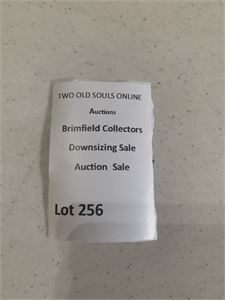 TWO OLD SOULS ONLINE
Auctions
Brimfield Collectors
Downsizing Sale
Auction Sale
Lot 256